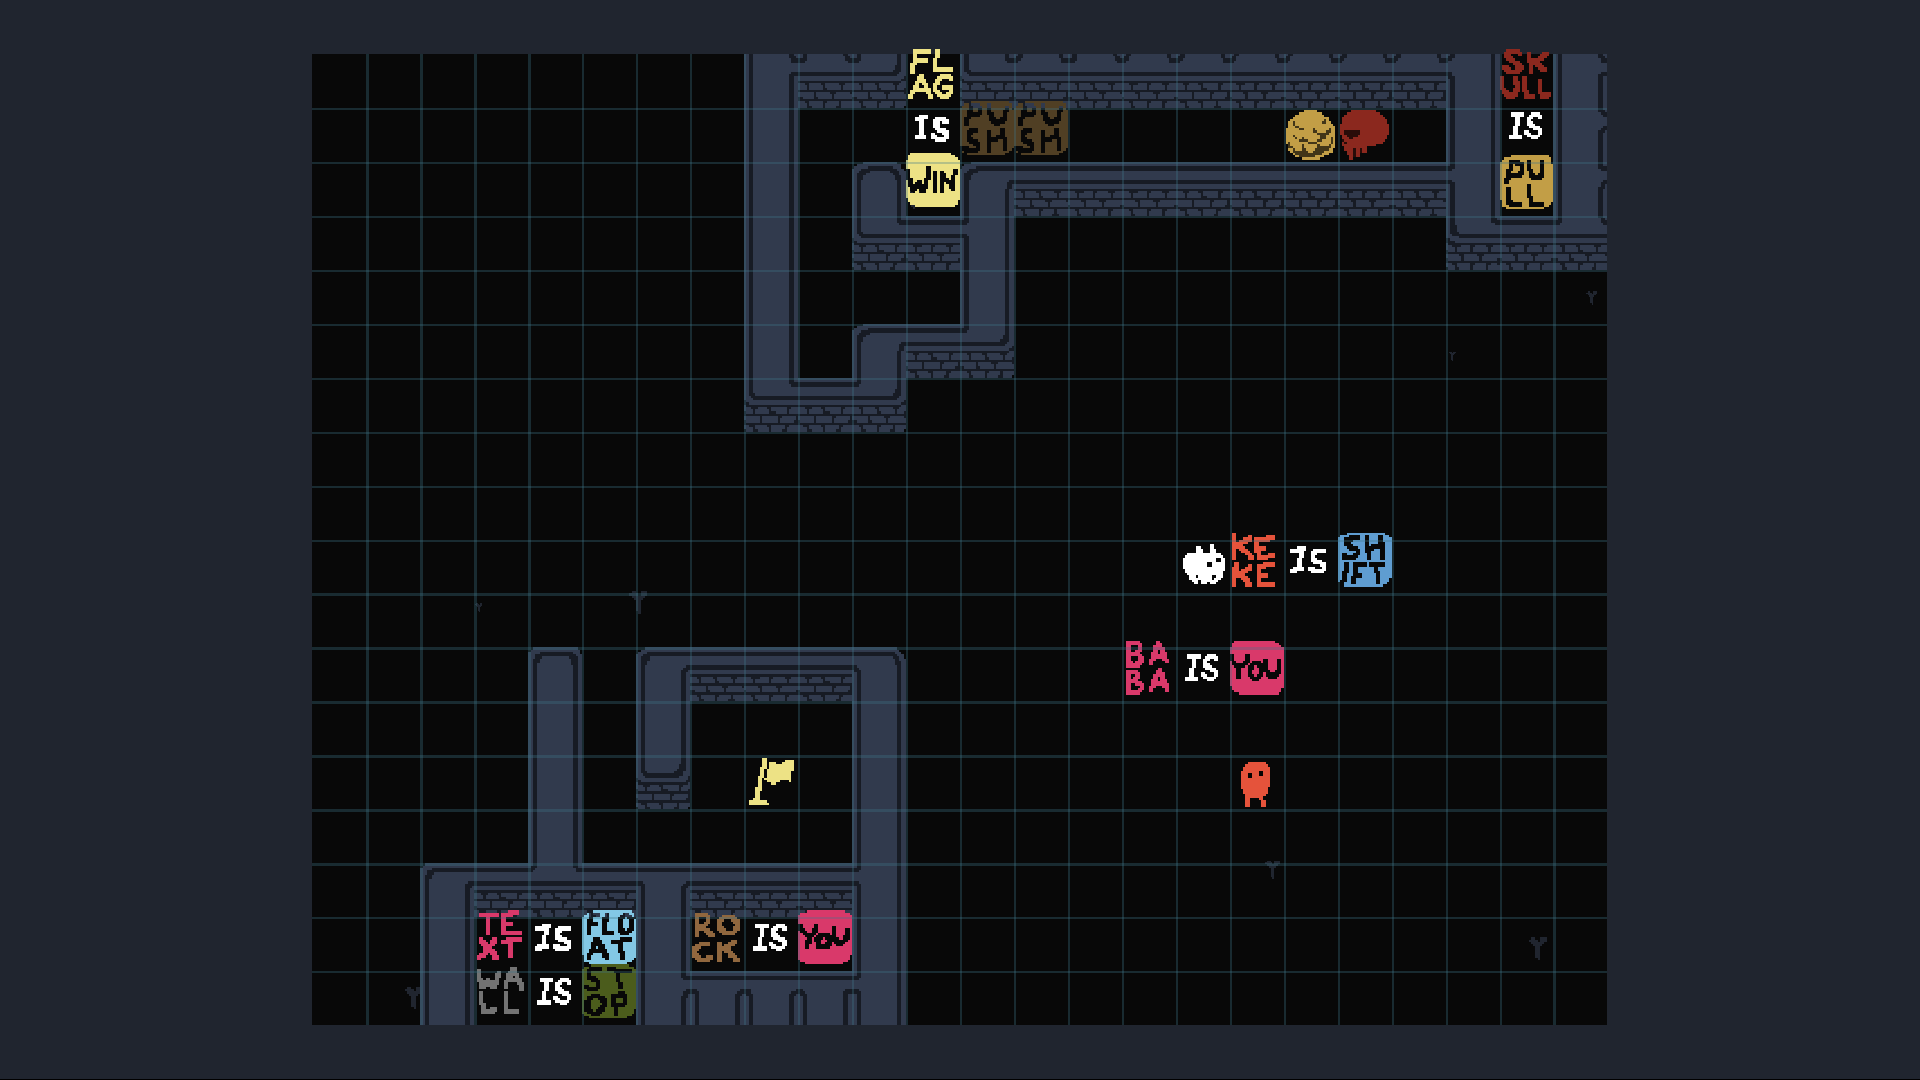 FLAG
IS PUSH PUSH
WIN
SKULL
IS
PULL
KEKE IS SHIFT
BABA IS YOU
TEXT IS FLOAT
WALL IS STOP
ROCK IS YOU